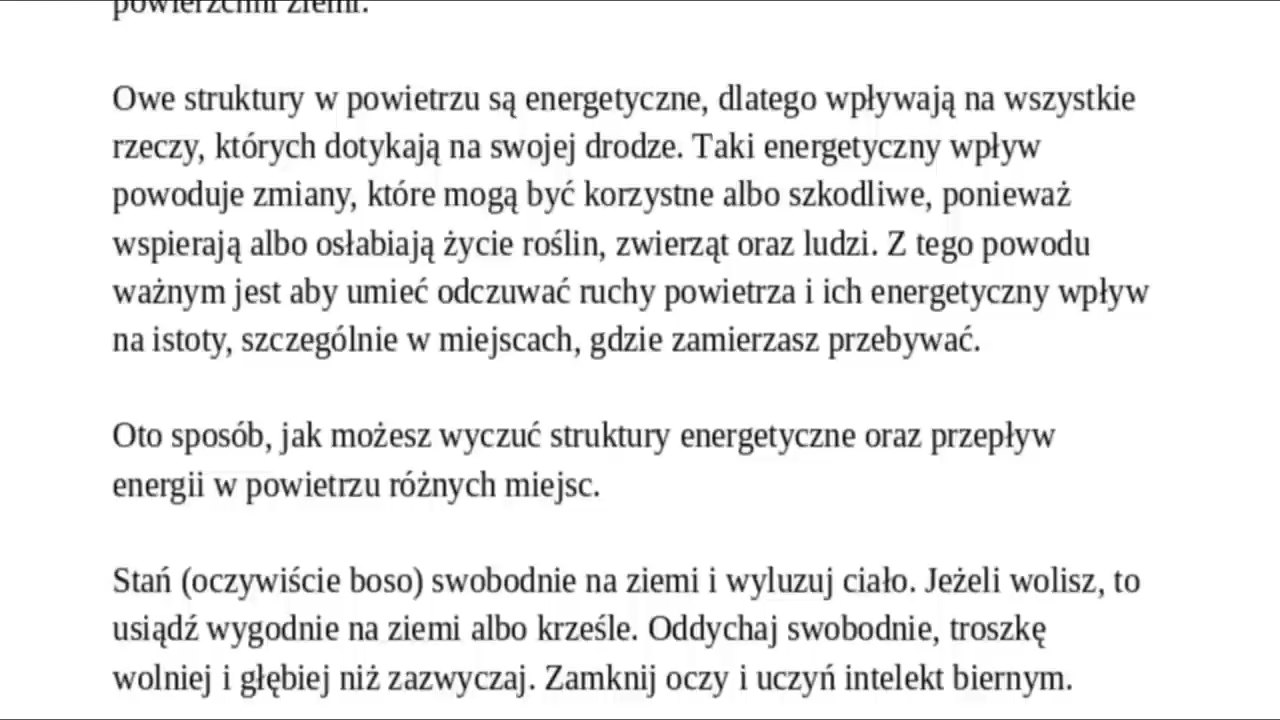 powierzchni ziemi.
Owe struktury w powietrzu są energetyczne, dlatego wpływają na wszystkie
rzeczy, których dotykają na swojej drodze. Taki energetyczny wpływ
powoduje zmiany, które mogą być korzystne albo szkodliwe, ponieważ
wspierają albo osłabiają życie roślin, zwierząt oraz ludzi. Z tego powodu
ważnym jest aby umieć odczuwać ruchy powietrza i ich energetyczny wpływ
na istoty, szczególnie w miejscach, gdzie zamierzasz przebywać.
Oto sposób, jak możesz wyczuć struktury energetyczne oraz przepływ
energii w powietrzu różnych miejsc.
Stań (oczywiście boso) swobodnie na ziemi i wyluzuj ciało. Jeżeli wolisz, to
usiądź wygodnie na ziemi albo krześle. Oddychaj swobodnie, troszkę
wolniej i głębiej niż zazwyczaj. Zamknij oczy i uczyń intelekt biernym.